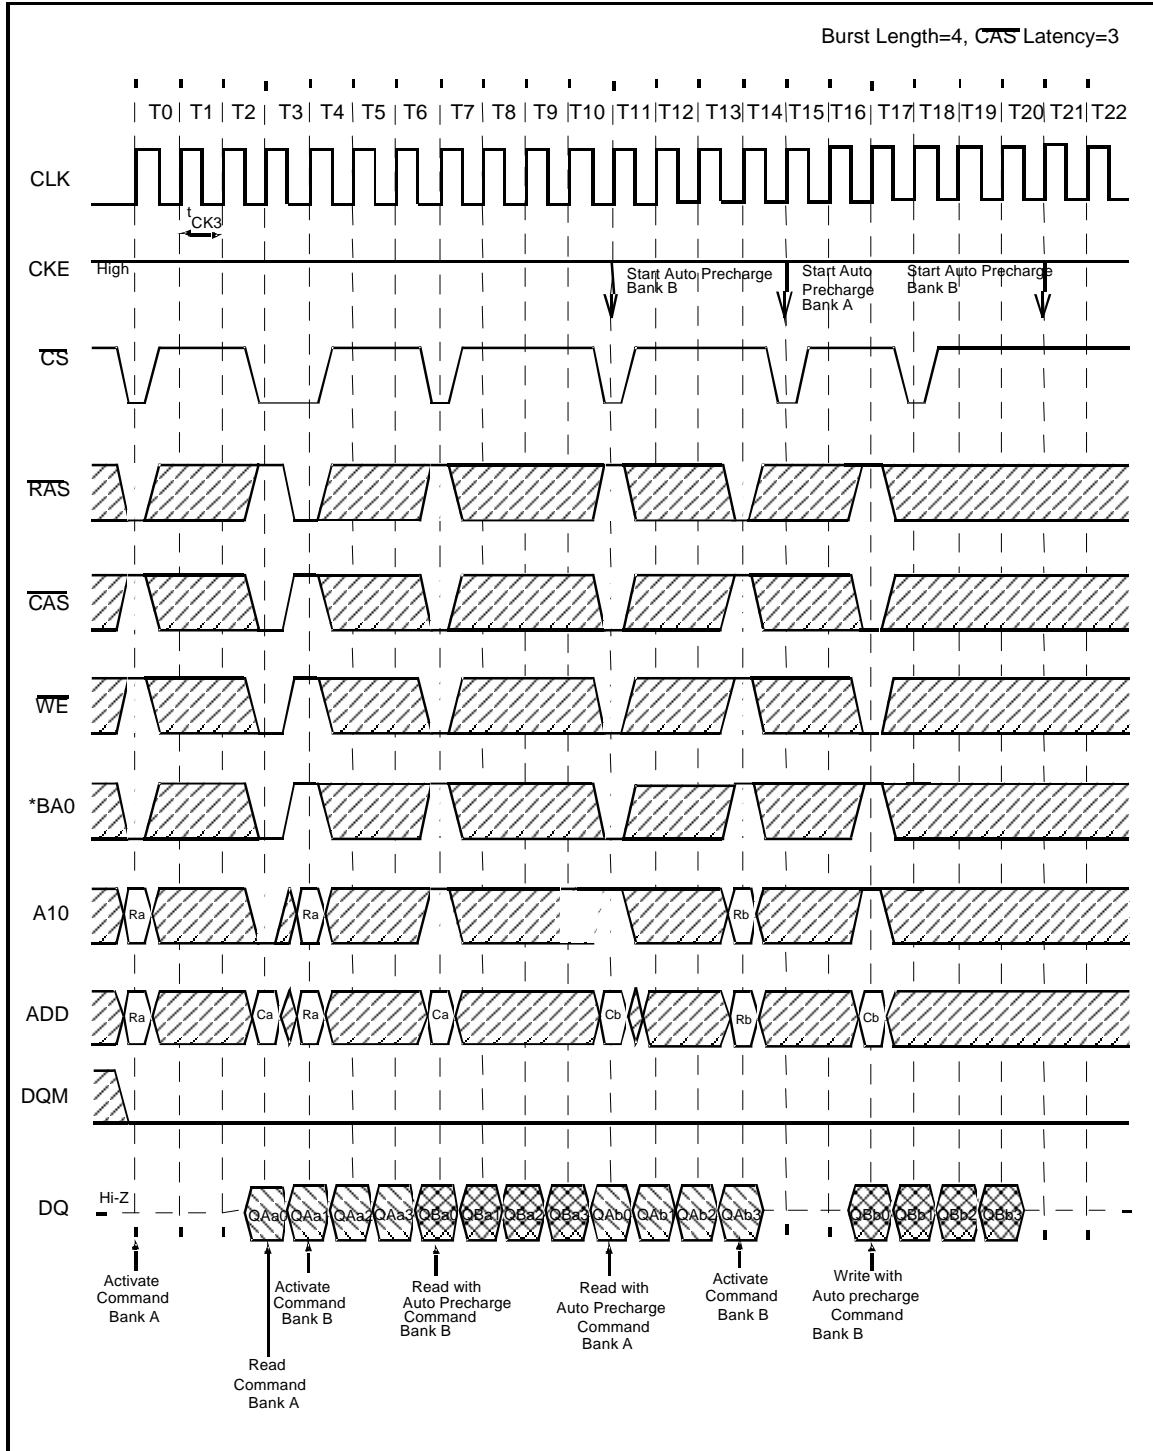 Burst Length=4, CAS Latency=3
T0 T1 T2 T3 T4 T5 T6 T7 T8 T9 T10 T11 T12 T13 T14 T15 T16 T17 T18 T19 T20 T21 T22
CLK
tCK3
CKE
High
Start Auto Precharge
Bank B
Start Auto
Precharge
Bank A
Start Auto Precharge
Bank B
CS
RAS
CAS
WE
*BA0
A10
Ra
Ra
Rb
ADD
Ra
Ca
Ra
Ca
Cb
Rb
Cb
DQM
DQ
Hi-Z
QAa0 QAa1 QAa2 QAa3 QBa0 QBa1 QBa2 QBa3 QAb0 QAb1 QAb2 QAb3 QBb0 QBb1 QBb2 QBb3
Activate
Command
Bank A
Read
Command
Bank A
Activate
Command
Bank B
Read with
Auto Precharge
Command
Bank B
Read with
Auto Precharge
Command
Bank A
Activate
Command
Bank B
Write with
Auto precharge
Command
Bank B